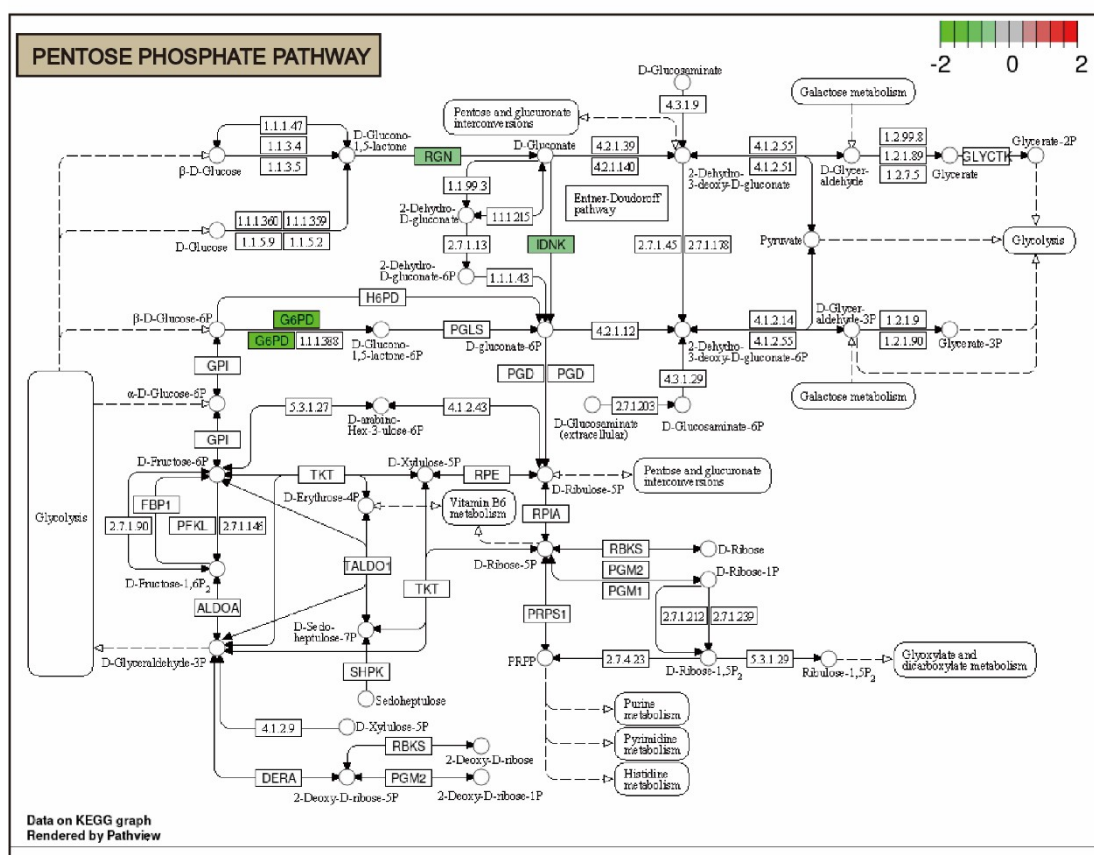 PENTOSE PHOSPHATE PATHWAY
-2 0 2
D-Glucosaminate
4.3.1.9
Pentose and glucuronate
interconversions
Galactose metabolism
1.1.1.47
1.1.3.4
1.1.3.5
β-D-Glucose
D-Glucono-
1,5-lactone
RGN
D-Gluconate
4.2.1.39
4.2.1.140
2-Dehydro-
3-deoxy-D-gluconate
4.1.2.55
4.1.2.51
D-Glycer-
aldehyde
1.2.99.8
1.2.1.89
1.2.7.5
Glycerate
GLYCTK
Glycerate-2P
1.1.99.3
2-Dehydro-
D-gluconate
1.1.1.215
Entner-Doudoroff
pathway
1.1.1.360 1.1.1.359
1.1.5.9 1.1.5.2
D-Glucose
2.7.1.13
IDNK
2.7.1.45 2.7.1.178
Pyruvate
Glycolysis
2-Dehydro-
D-gluconate-6P
1.1.1.43
H6PD
β-D-Glucose-6P
G6PD
G6PD 1.1.1.388
D-Glucono-
1,5-lactone-6P
PGLS
D-gluconate-6P
4.2.1.12
2-Dehydro-
3-deoxy-D-gluconate-6P
4.1.2.14
4.1.2.55
D-Glycer-
aldehyde-3P
1.2.1.9
1.2.1.90
Glycerate-3P
GPI
PGD PGD
4.3.1.29
α-D-Glucose-6P
Galactose metabolism
2.7.1.203
D-Glucosaminate
(extracellular)
D-Glucosaminate-6P
5.3.1.27
D-arabino-
Hex-3-ulose-6P
4.1.2.43
GPI
D-Fructose-6P
TKT
D-Xylulose-5P
RPE
D-Ribulose-5P
Pentose and glucuronate
interconversions
D-Erythrose-4P
Vitamin B6
metabolism
RPIA
Glycolysis
FBP1
2.7.1.90
PFKL
2.7.1.146
D-Ribose-5P
RBKS
D-Ribose
PGM2
PGM1
D-Ribose-1P
D-Fructose-1,6P2
TALDO1
TKT
ALDOA
PRPS1
2.7.1.212 2.7.1.239
D-Sedo-
heptulose-7P
D-Glyceraldehyde-3P
SHPK
PRPP
2.7.4.23
D-Ribose-1,5P2
5.3.1.29
Ribulose-1,5P2
Glyoxylate and
dicarboxylate metabolism
Sedoheptulose
4.1.2.9
D-Xylulose-5P
Purine
metabolism
Pyrimidine
metabolism
Histidine
metabolism
RBKS
2-Deoxy-D-ribose
DERA
PGM2
2-Deoxy-D-ribose-5P
2-Deoxy-D-ribose-1P
Data on KEGG graph
Rendered by Pathview